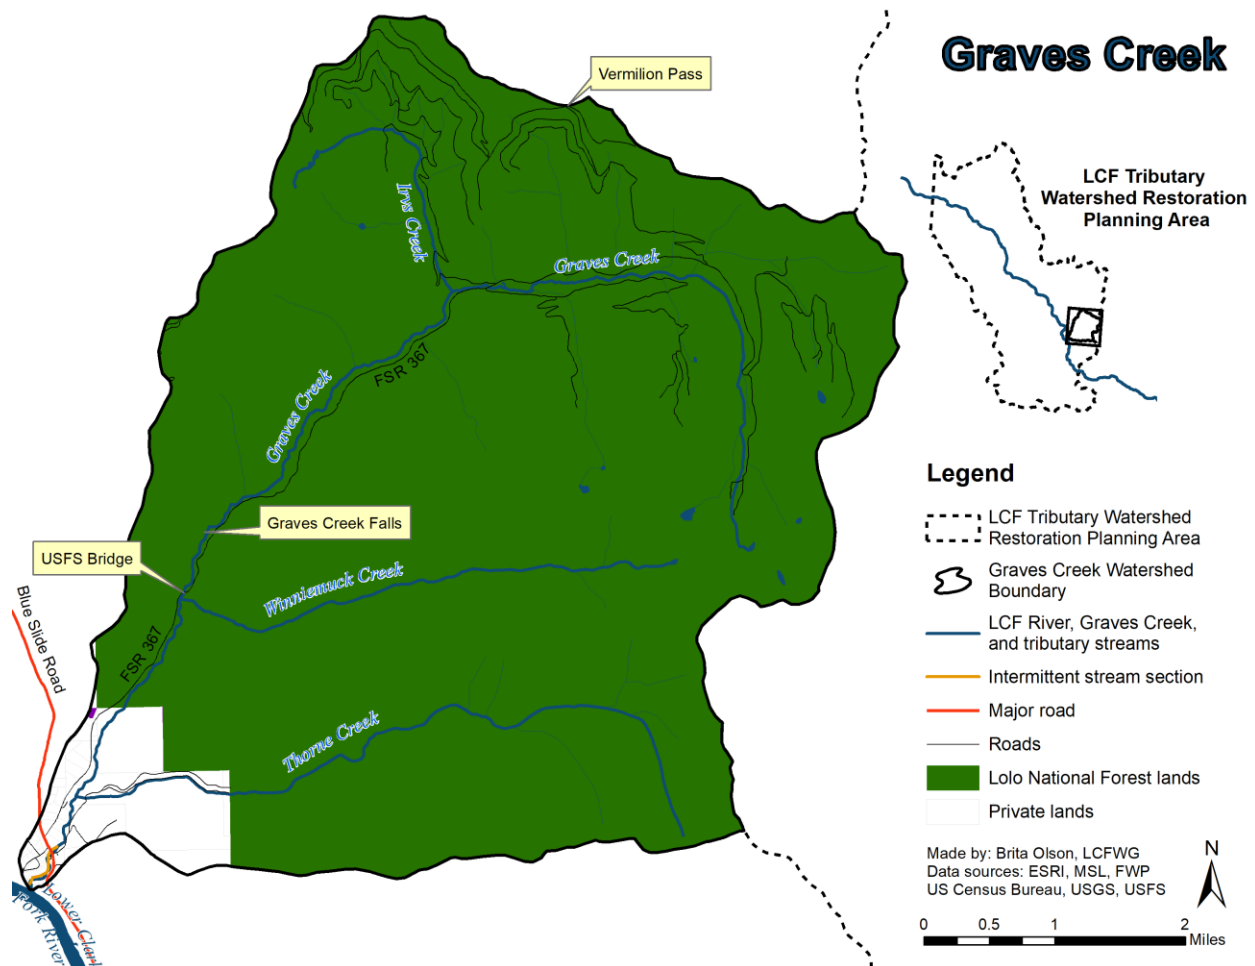 Graves Creek
Vermilion Pass
LCF Tributary
Watershed Restoration
Planning Area
Irvs Creek
Graves Creek
FSR 367
Graves Creek
Graves Creek Falls
USFS Bridge
Winniemuck Creek
Blue Slide Road
FSR 367
Thorne Creek
Lower Clark
Fork River
Legend
LCF Tributary Watershed
Restoration Planning Area
Graves Creek Watershed
Boundary
LCF River, Graves Creek,
and tributary streams
Intermittent stream section
Major road
Roads
Lolo National Forest lands
Private lands
Made by: Brita Olson, LCFWG
Data sources: ESRI, MSL, FWP
US Census Bureau, USGS, USFS
N
0 0.5 1 2
Miles